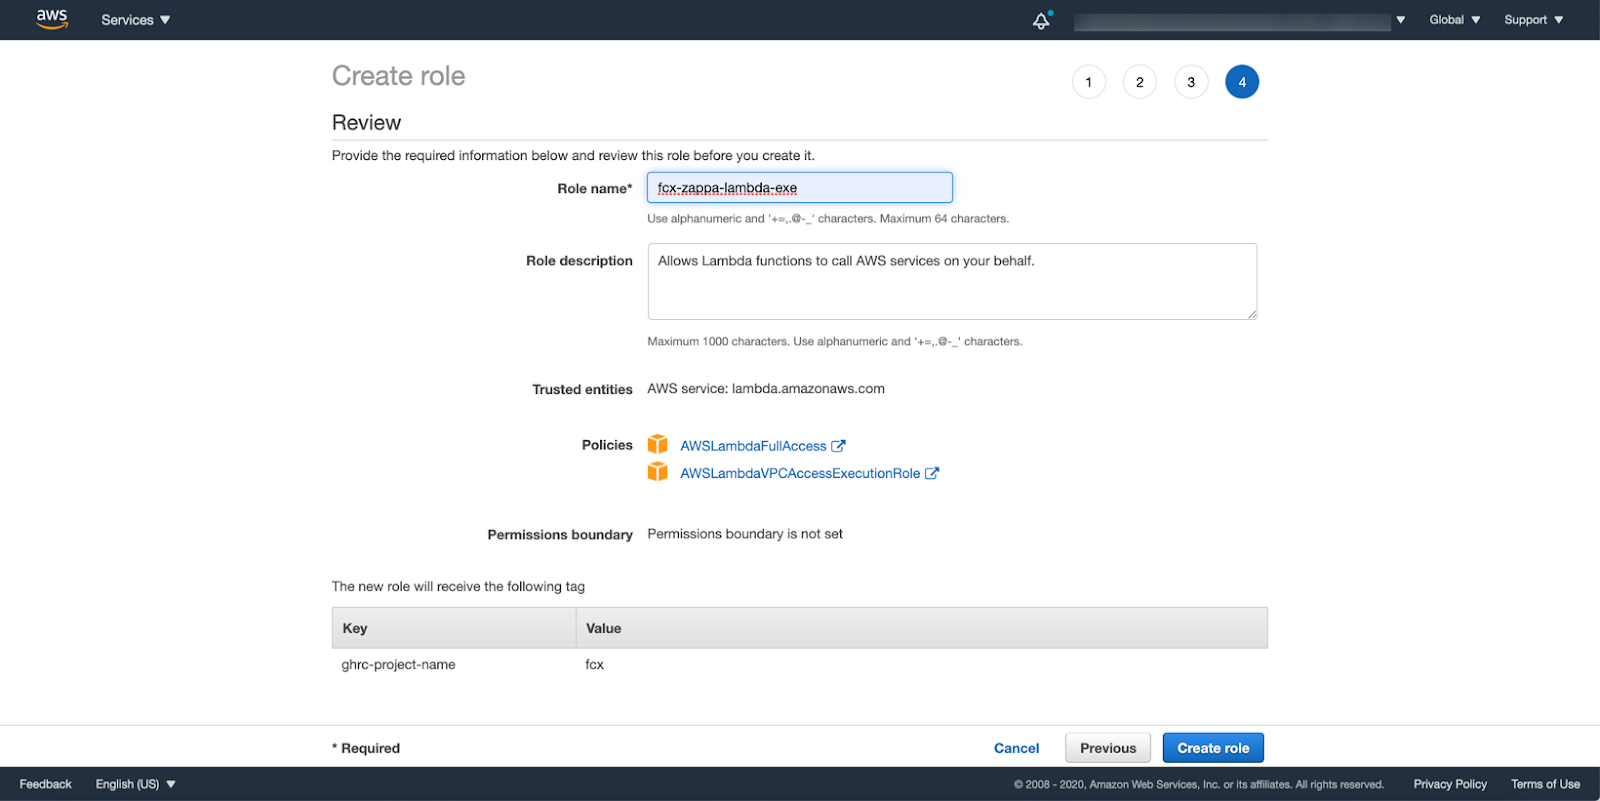 aws Services Global Support
Create role 1 2 3 4
Review
Provide the required information below and review this role before you create it.
Role name* fcx-zappa-lambda-exe
Use alphanumeric and '+=,.@-_' characters. Maximum 64 characters.
Role description Allows Lambda functions to call AWS services on your behalf.
Maximum 1000 characters. Use alphanumeric and '+=,.@-_' characters.
Trusted entities AWS service: lambda.amazonaws.com
Policies AWSLambdaFullAccess
AWSLambdaVPCAccessExecutionRole
Permissions boundary Permissions boundary is not set
The new role will receive the following tag
Key Value
ghrc-project-name fcx
* Required Cancel Previous Create role
Feedback English (US) © 2008 - 2020, Amazon Web Services, Inc. or its affiliates. All rights reserved. Privacy Policy Terms of Use